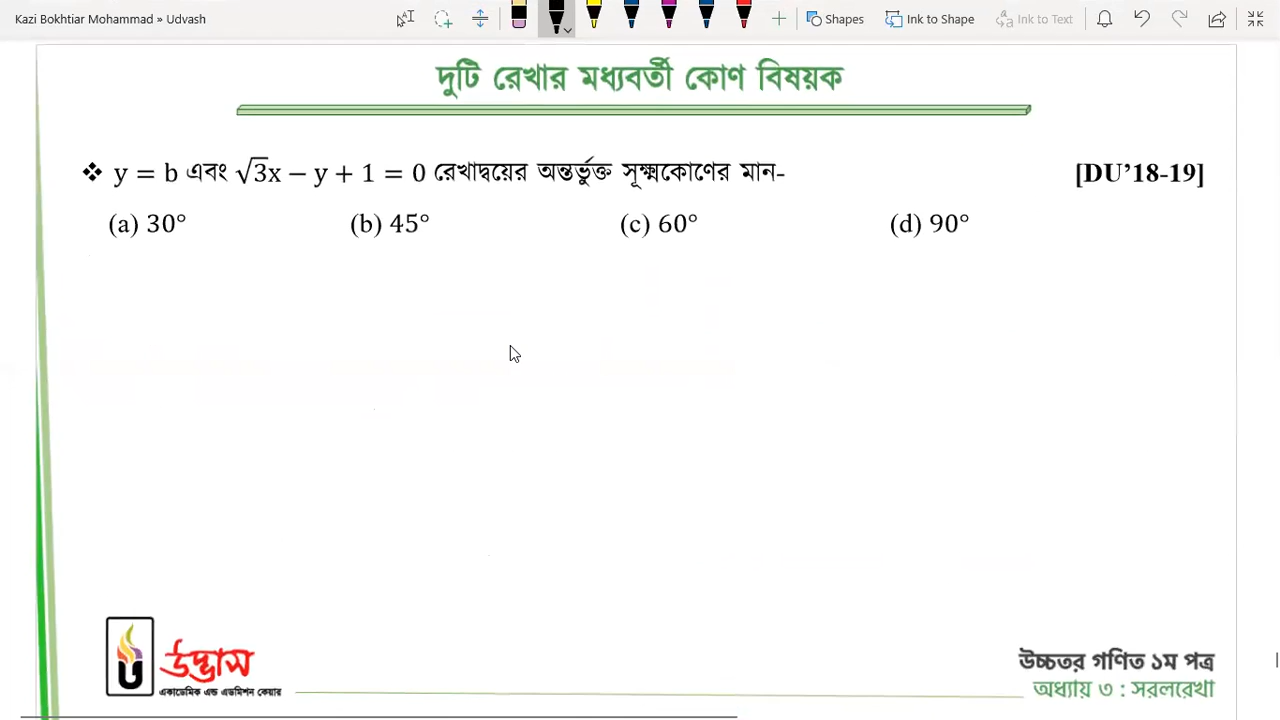 Kazi Bokhtiar Mohammad » Udvash
Shapes Ink to Shape Ink to Text
দুটি রেখার মধ্যবর্তী কোণ বিষয়ক
❖ y = b এবং √3x − y + 1 = 0 রেখাদ্বয়ের অন্তর্ভুক্ত সূক্ষ্মকোণের মান- [DU’18-19]
(a) 30° (b) 45° (c) 60° (d) 90°
উদ্ভাস
একাডেমিক এন্ড এডমিশন কেয়ার
উচ্চতর গণিত ১ম পত্র
অধ্যায় ৩ : সরলরেখা